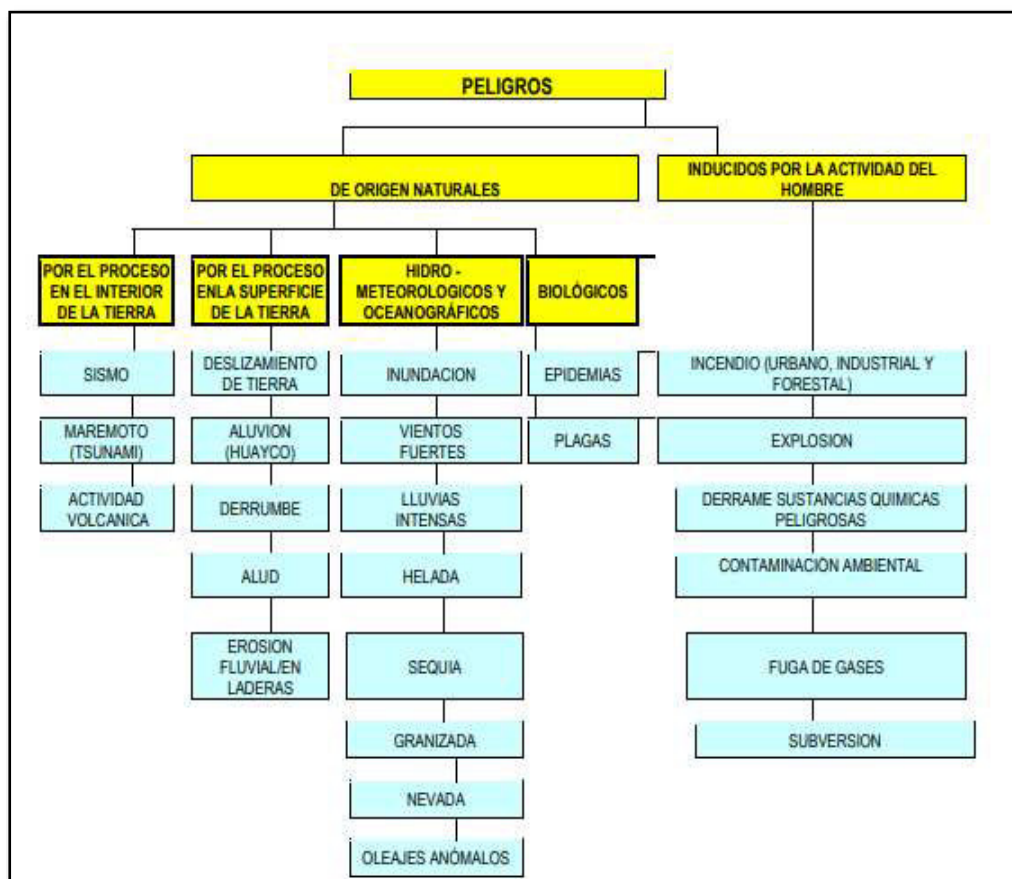 PELIGROS
DE ORIGEN NATURALES
INDUCIDOS POR LA ACTIVIDAD DEL
HOMBRE
POR EL PROCESO
EN EL INTERIOR
DE LA TIERRA
POR EL PROCESO
ENLA SUPERFICIE
DE LA TIERRA
HIDRO -
METEOROLOGICOS Y
OCEANOGRÁFICOS
BIOLÓGICOS
SISMO
MAREMOTO
(TSUNAMI)
ACTIVIDAD
VOLCANICA
DESLIZAMIENTO
DE TIERRA
ALUVION
(HUAYCO)
DERRUMBE
ALUD
EROSION
FLUVIAL/EN
LADERAS
INUNDACION
VIENTOS
FUERTES
LLUVIAS
INTENSAS
HELADA
SEQUIA
GRANIZADA
NEVADA
OLEAJES ANÓMALOS
EPIDEMIAS
PLAGAS
INCENDIO (URBANO, INDUSTRIAL Y
FORESTAL)
EXPLOSION
DERRAME SUSTANCIAS QUIMICAS
PELIGROSAS
CONTAMINACIÓN AMBIENTAL
FUGA DE GASES
SUBVERSION